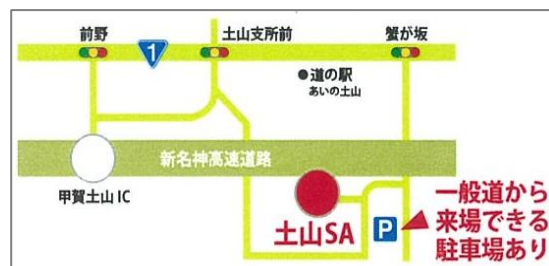 前野
1
土山支所前
蟹が坂
●道の駅
あいの土山
新名神高速道路
甲賀土山IC
土山SA
P
一般道から
来場できる
駐車場あり